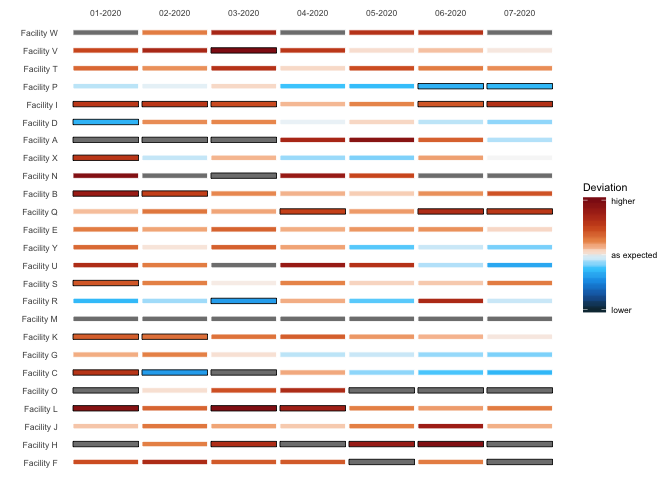 01-2020 02-2020 03-2020 04-2020 05-2020 06-2020 07-2020
Facility W
Facility V
Facility T
Facility P
Facility I
Facility D
Facility A
Facility X
Facility N
Facility B
Facility Q
Facility E
Facility Y
Facility U
Facility S
Facility R
Facility M
Facility K
Facility G
Facility C
Facility O
Facility L
Facility J
Facility H
Facility F
Deviation
higher
as expected
lower